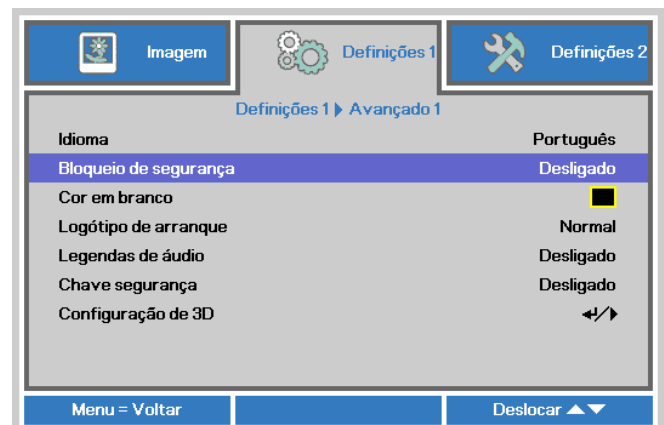 Imagem
Definições 1
Definições 2
Definições 1 Avançado 1
Idioma Português
Bloqueio de segurança Desligado
Cor em branco
Logótipo de arranque Normal
Legendas de áudio Desligado
Chave segurança Desligado
Configuração de 3D
Menu = Voltar
Deslocar